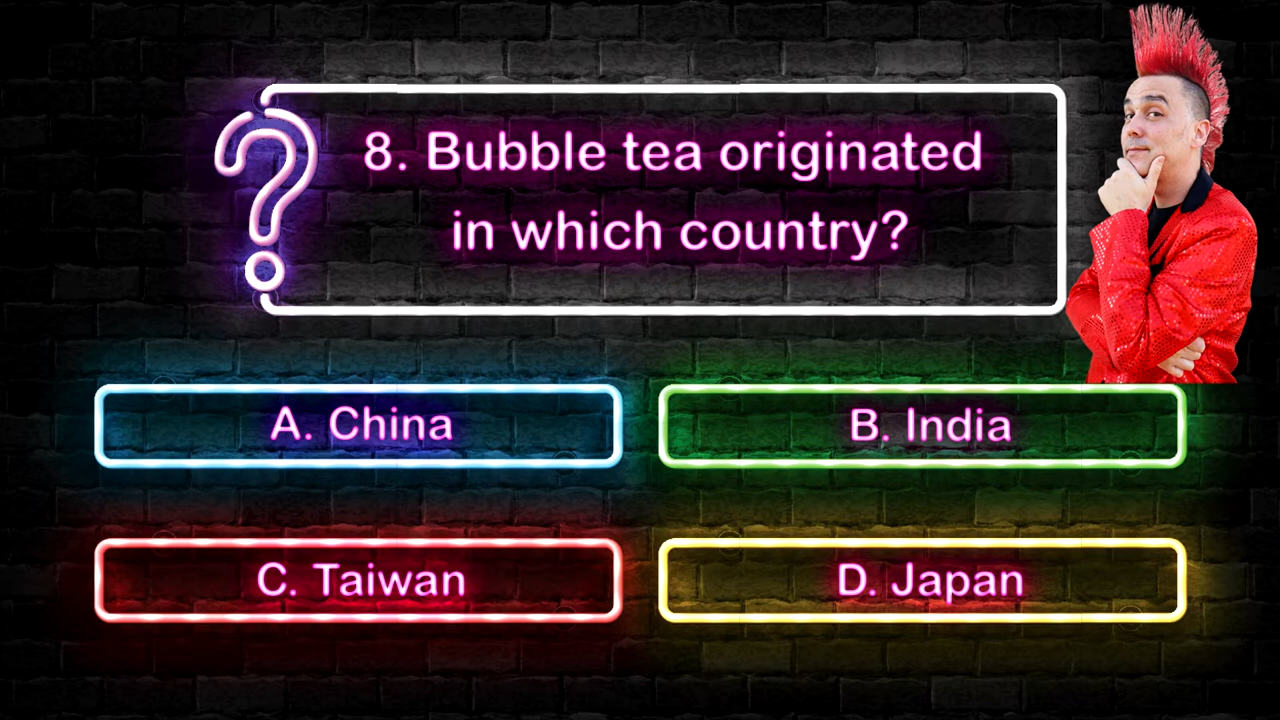 8. Bubble tea originated
in which country?
A. China
B. India
C. Taiwan
D. Japan